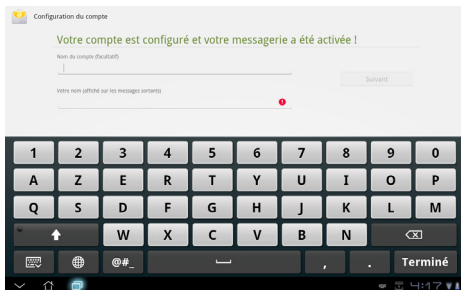 Configuration du compte
Votre compte est configuré et votre messagerie a été activée !
Nom du compte (facultatif)
Suivant
Votre nom (affiché sur les messages sortants)
1 2 3 4 5 6 7 8 9 0
A Z E R T Y U I O P
Q S D F G H J K L M
W X C V B N
@#_ , . Terminé
4:17